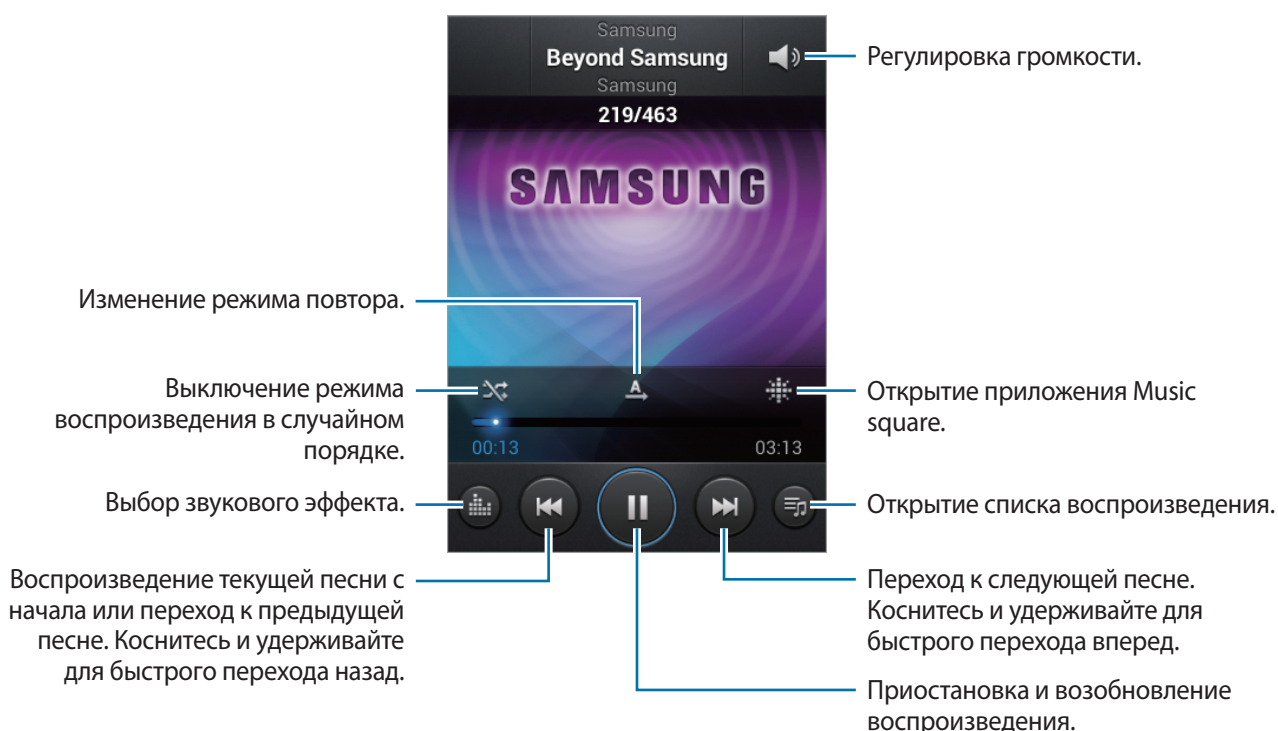 Samsung
Beyond Samsung
Samsung
219/463
SAMSUNG
Регулировка громкости.
Изменение режима повтора.
Выключение режима
воспроизведения в случайном
порядке.
A
Открытие приложения Music
square.
00:13
03:13
Выбор звукового эффекта.
Открытие списка воспроизведения.
Воспроизведение текущей песни с
начала или переход к предыдущей
песне. Коснитесь и удерживайте
для быстрого перехода назад.
Переход к следующей песне.
Коснитесь и удерживайте для
быстрого перехода вперед.
Приостановка и возобновление
воспроизведения.